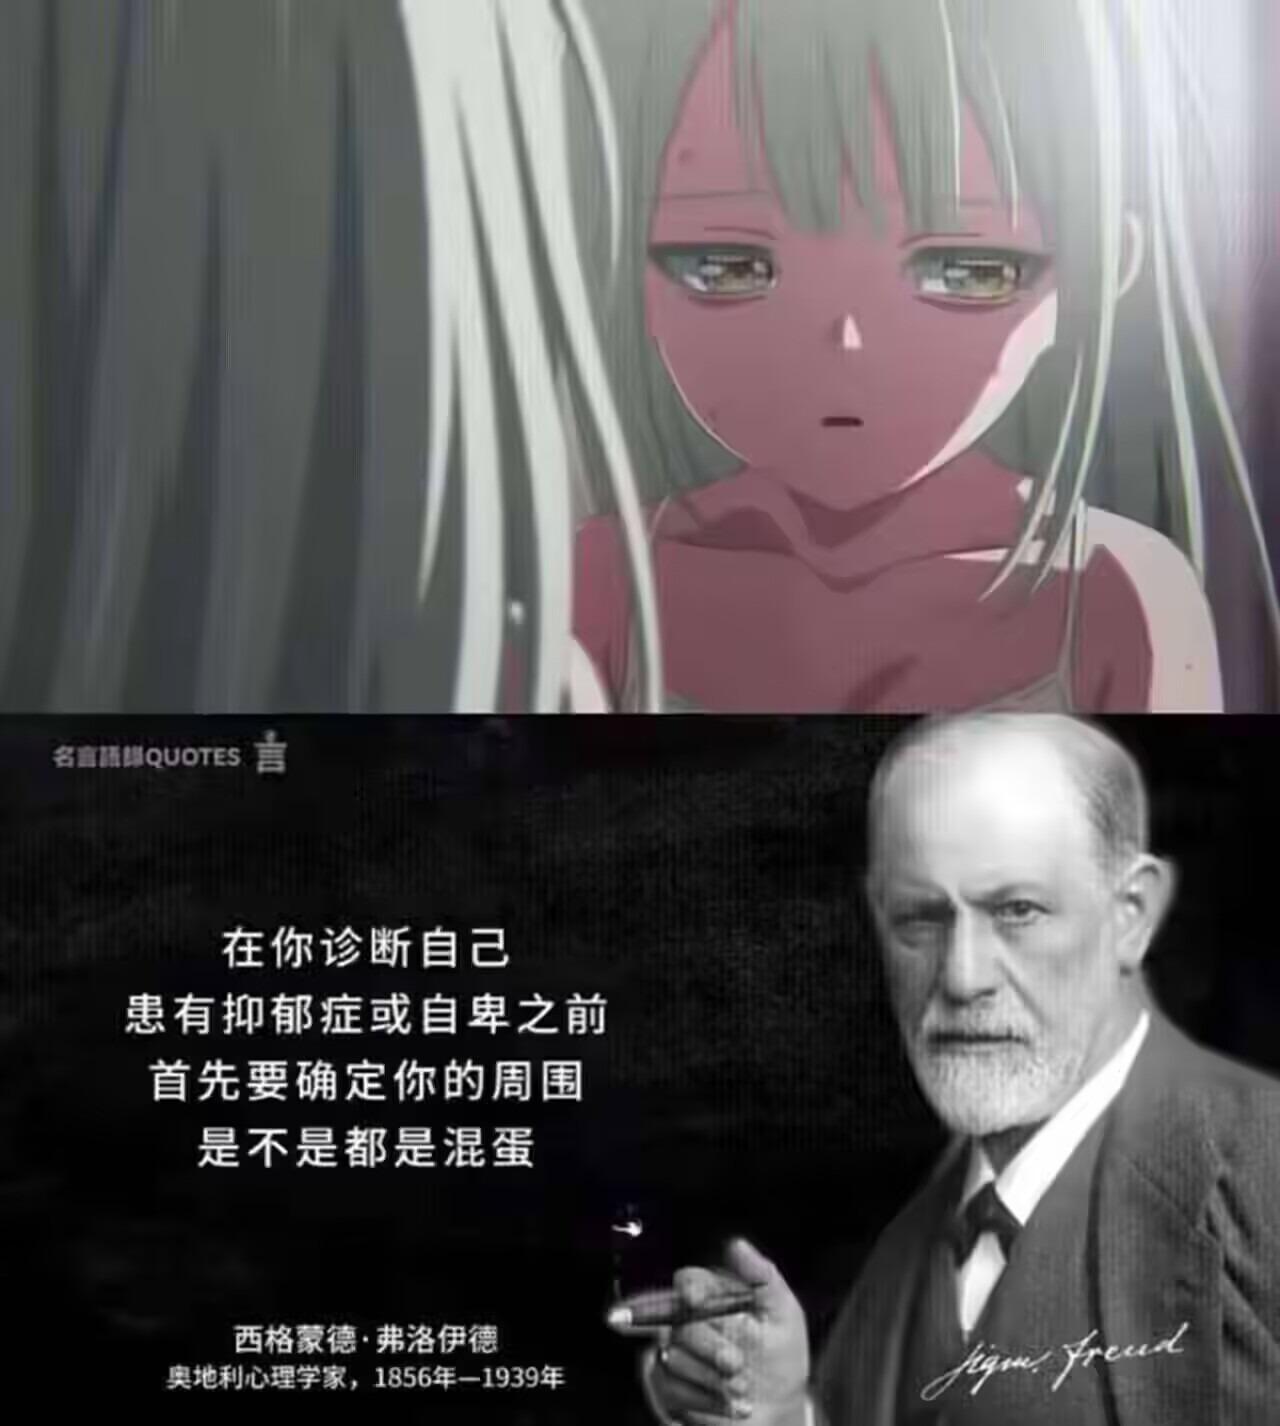 名言語錄QUOTES 言
在你诊断自己
患有抑郁症或自卑之前
首先要确定你的周围
是不是都是混蛋
西格蒙德·弗洛伊德
奥地利心理学家，1856年—1939年
Sigm. Freud